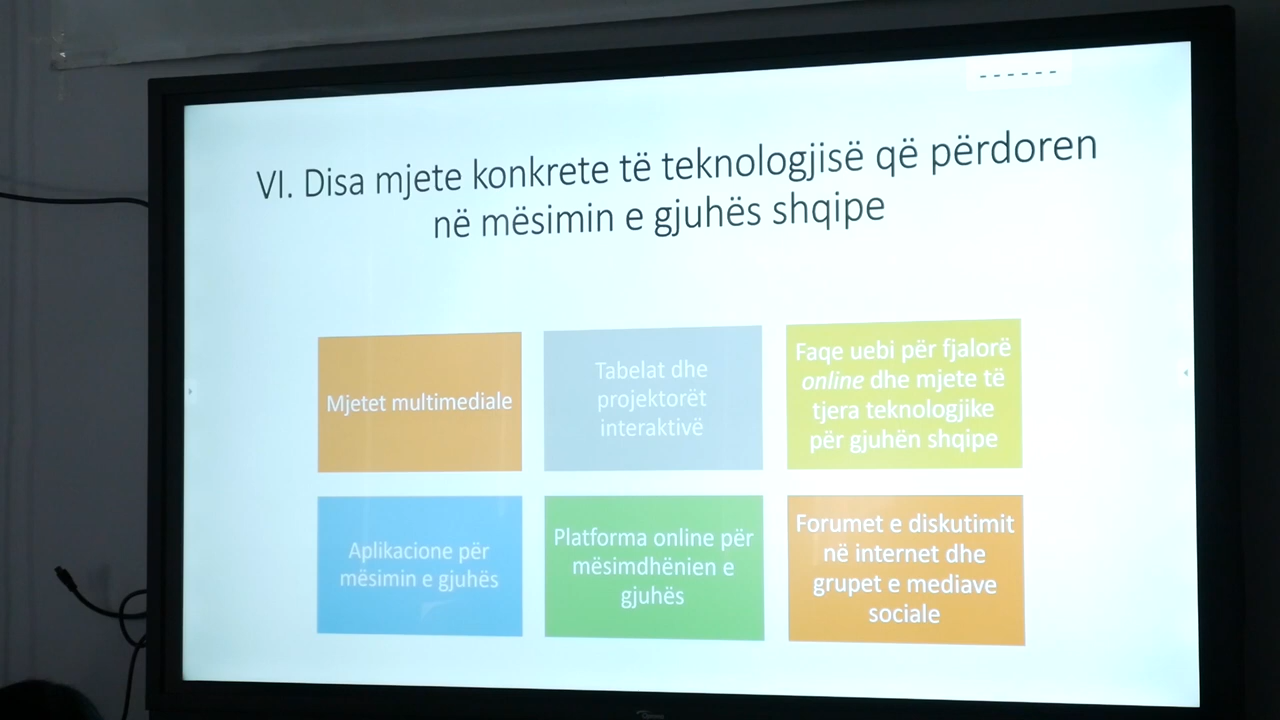 VI. Disa mjete konkrete të teknologjisë që përdoren
në mësimin e gjuhës shqipe
Mjetet multimediale
Tabelat dhe
projektorët
interaktivë
Faqe uebi për fjalorë
online dhe mjete të
tjera teknologjike
për gjuhën shqipe
Aplikacione për
mësimin e gjuhës
Platforma online për
mësimdhënien e
gjuhës
Forumet e diskutimit
në internet dhe
grupet e mediave
sociale